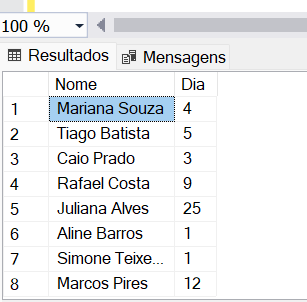 100 %
Resultados Mensagens
Nome Dia
1 Mariana Souza 4
2 Tiago Batista 5
3 Caio Prado 3
4 Rafael Costa 9
5 Juliana Alves 25
6 Aline Barros 1
7 Simone Teixe... 1
8 Marcos Pires 12